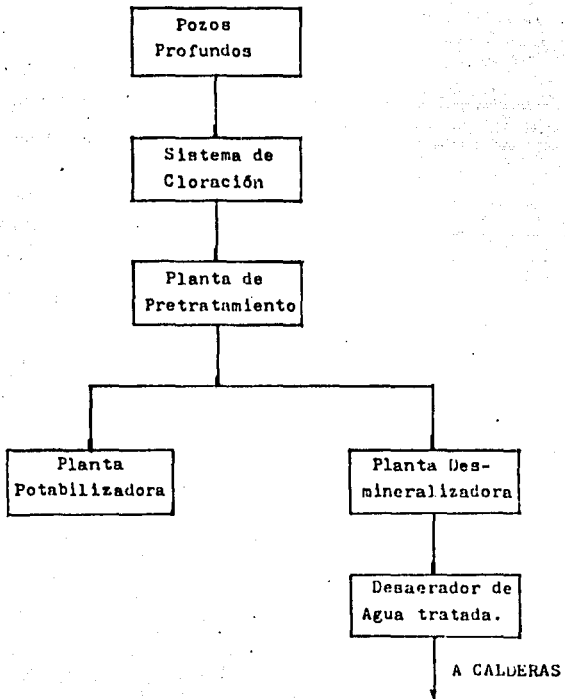 Pozos
Profundos
Sistema de
Cloración
Planta de
Pretratamiento
Planta
Potabilizadora
Planta Des-
mineralizadora
Desaerador de
Agua tratada.
A CALDERAS